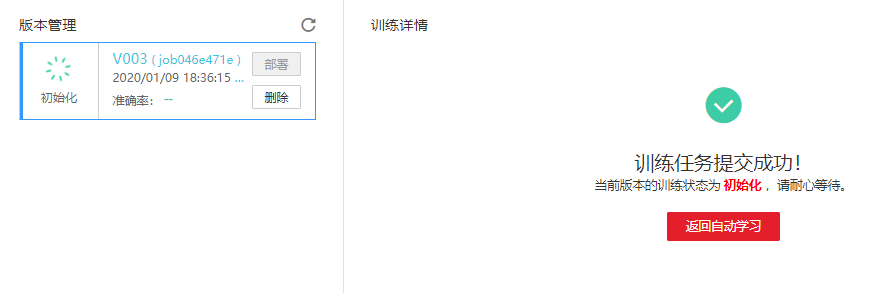 版本管理
初始化
V003 ( job046e471e )
2020/01/09 18:36:15 ...
准确率： --
部署
删除
训练详情
训练任务提交成功！
当前版本的训练状态为 初始化 ，请耐心等待。
返回自动学习